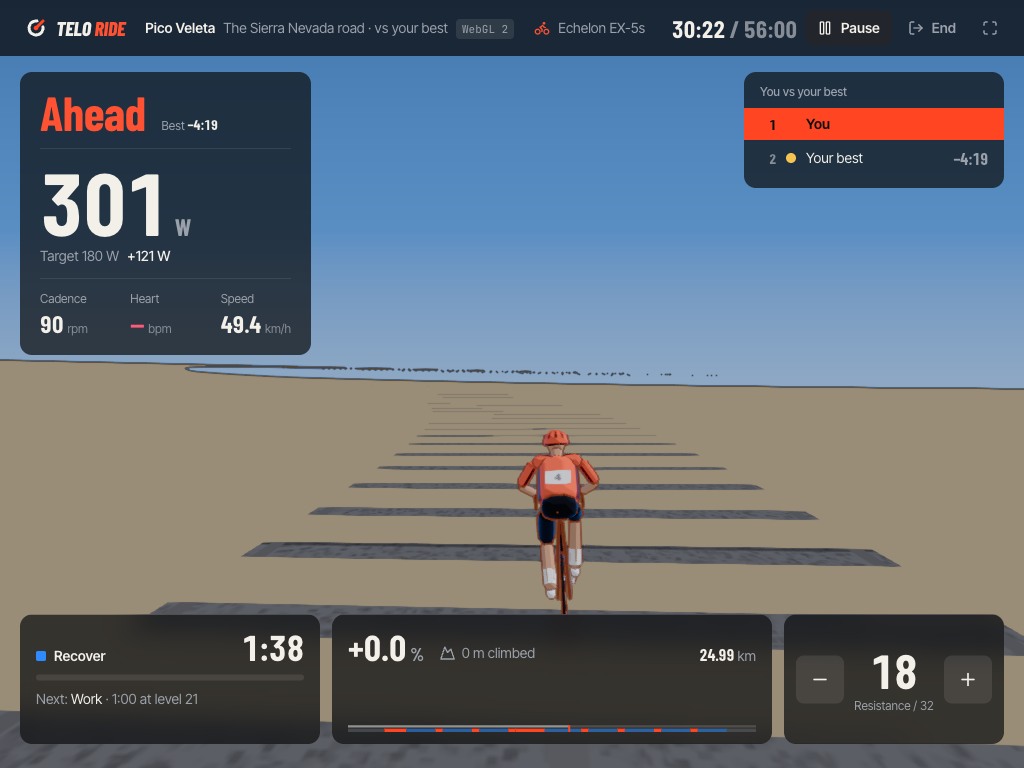 TELO RIDE Pico Veleta The Sierra Nevada road · vs your best WebGL 2 Echelon EX-5s 30:22 / 56:00 Pause End
Ahead Best −4:19
301 W
Target 180 W +121 W
Cadence Heart Speed
90 rpm — bpm 49.4 km/h
You vs your best
1 You
2 Your best −4:19
4
Recover 1:38
Next: Work · 1:00 at level 21
+0.0 % 0 m climbed 24.99 km
− 18 +
Resistance / 32